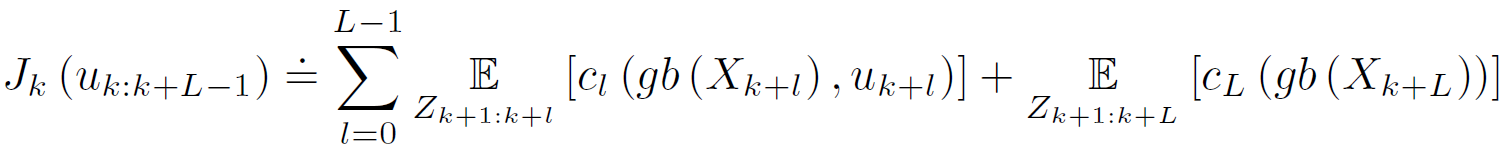 J_k (u_{k:k+L-1}) ≐ \sum_{l=0}^{L-1} \mathbb{E}_{Z_{k+1:k+l}} [c_l (gb (X_{k+l}) , u_{k+l})] + \mathbb{E}_{Z_{k+1:k+L}} [c_L (gb (X_{k+L}))]